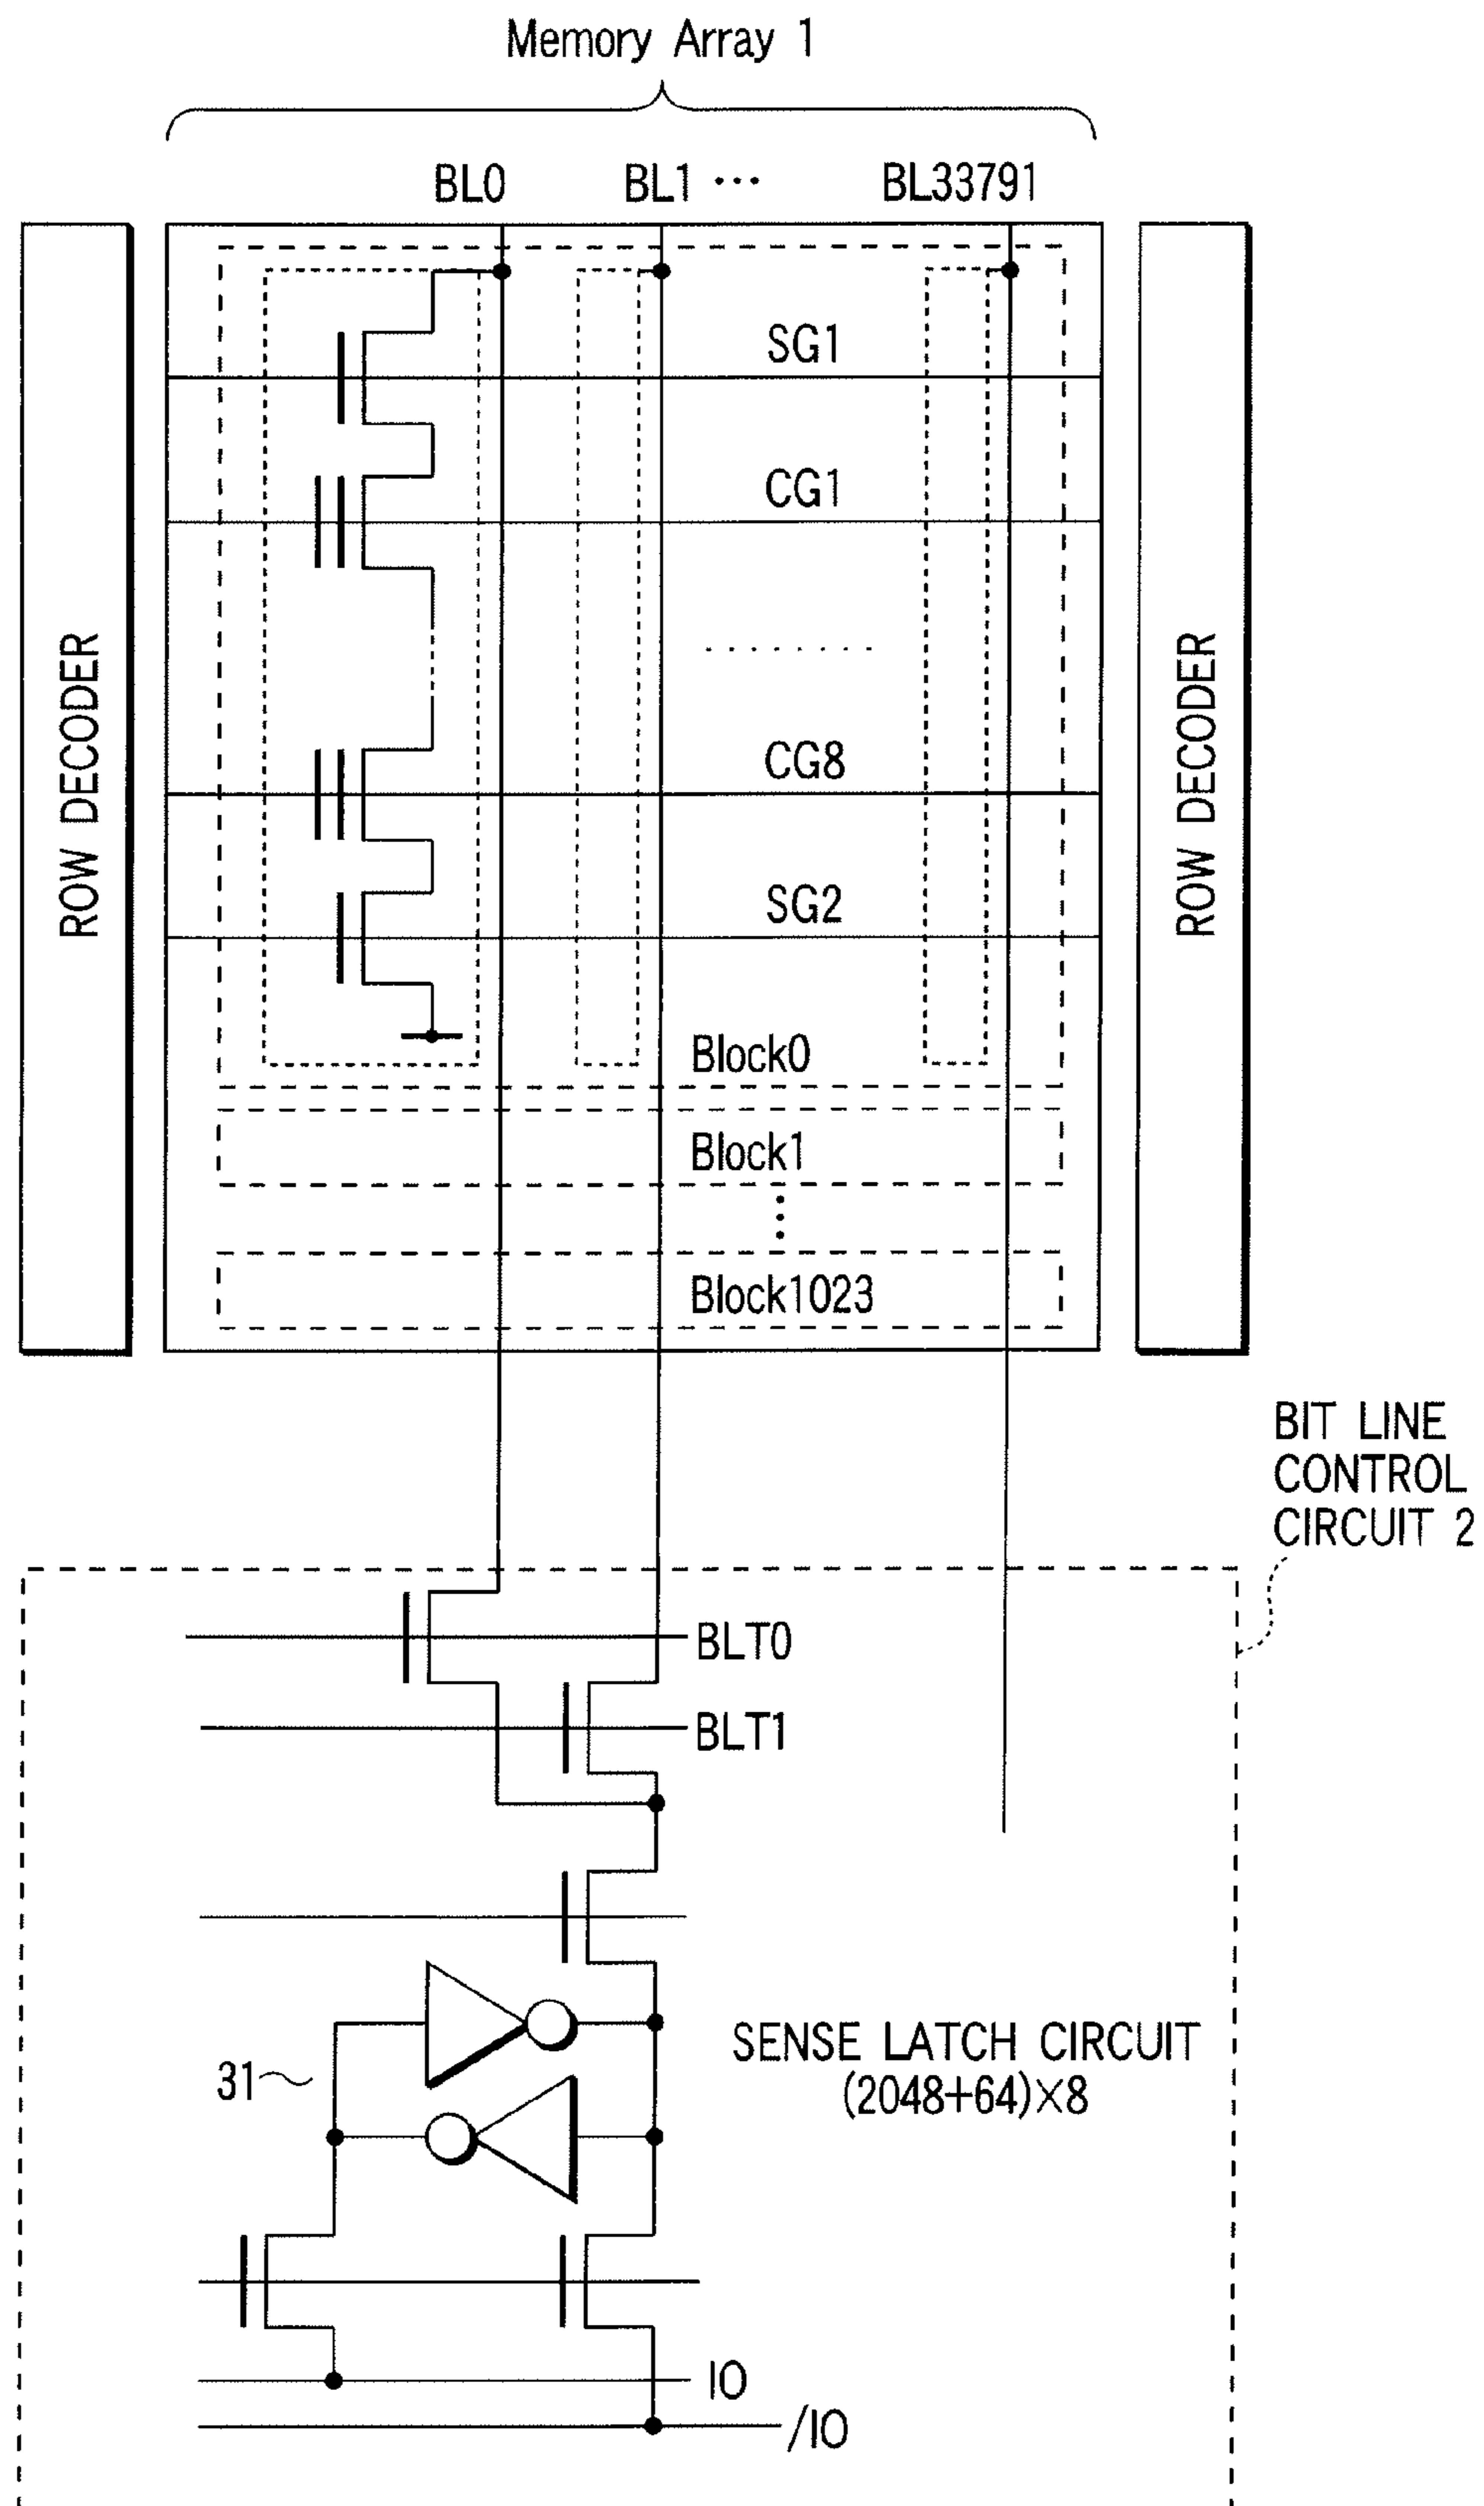 Memory Array 1
BL0 BL1 ... BL33791
ROW DECODER
SG1
CG1
CG8
SG2
Block0
Block1
Block1023
ROW DECODER
BIT LINE
CONTROL
CIRCUIT 2
BLT0
BLT1
31
SENSE LATCH CIRCUIT
(2048+64)×8
IO
/IO